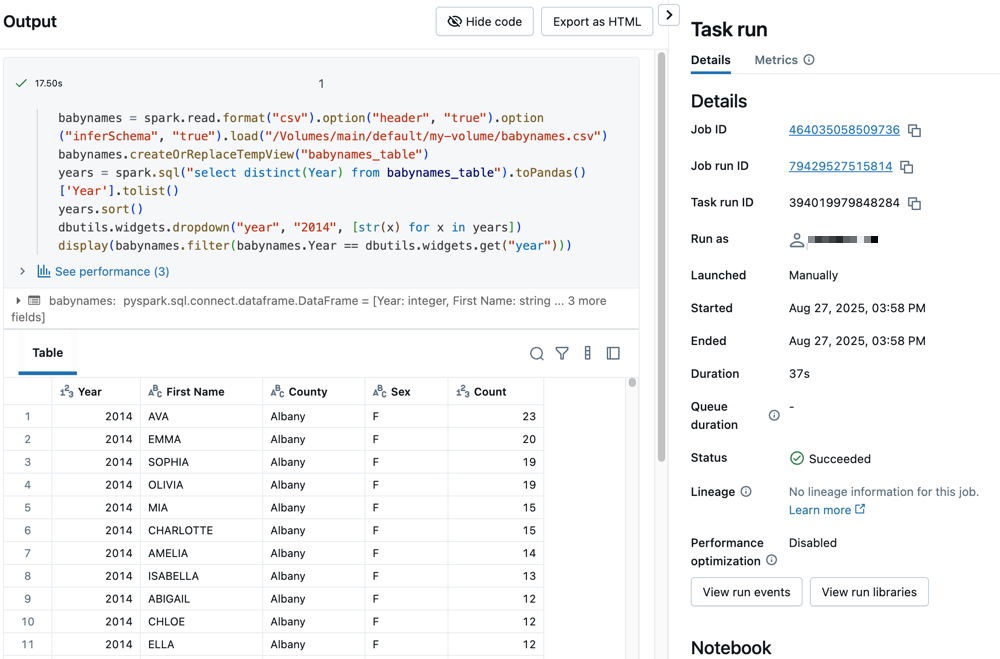 Output
Hide code
Export as HTML
17.50s
1
babynames = spark.read.format("csv").option("header", "true").option
("inferSchema", "true").load("/Volumes/main/default/my-volume/babynames.csv")
babynames.createOrReplaceTempView("babynames_table")
years = spark.sql("select distinct(Year) from babynames_table").toPandas()
['Year'].tolist()
years.sort()
dbutils.widgets.dropdown("year", "2014", [str(x) for x in years])
display(babynames.filter(babynames.Year == dbutils.widgets.get("year")))
See performance (3)
babynames: pyspark.sql.connect.dataframe.DataFrame = [Year: integer, First Name: string ... 3 more
fields]
Table
Year First Name County Sex Count
1 2014 AVA Albany F 23
2 2014 EMMA Albany F 20
3 2014 SOPHIA Albany F 19
4 2014 OLIVIA Albany F 19
5 2014 MIA Albany F 15
6 2014 CHARLOTTE Albany F 15
7 2014 AMELIA Albany F 14
8 2014 ISABELLA Albany F 13
9 2014 ABIGAIL Albany F 12
10 2014 CHLOE Albany F 12
11 2014 ELLA Albany F 12
Task run
Details Metrics
Details
Job ID 464035058509736
Job run ID 79429527515814
Task run ID 394019979848284
Run as
Launched Manually
Started Aug 27, 2025, 03:58 PM
Ended Aug 27, 2025, 03:58 PM
Duration 37s
Queue -
duration
Status Succeeded
Lineage No lineage information for this job.
Learn more
Performance Disabled
optimization
View run events View run libraries
Notebook